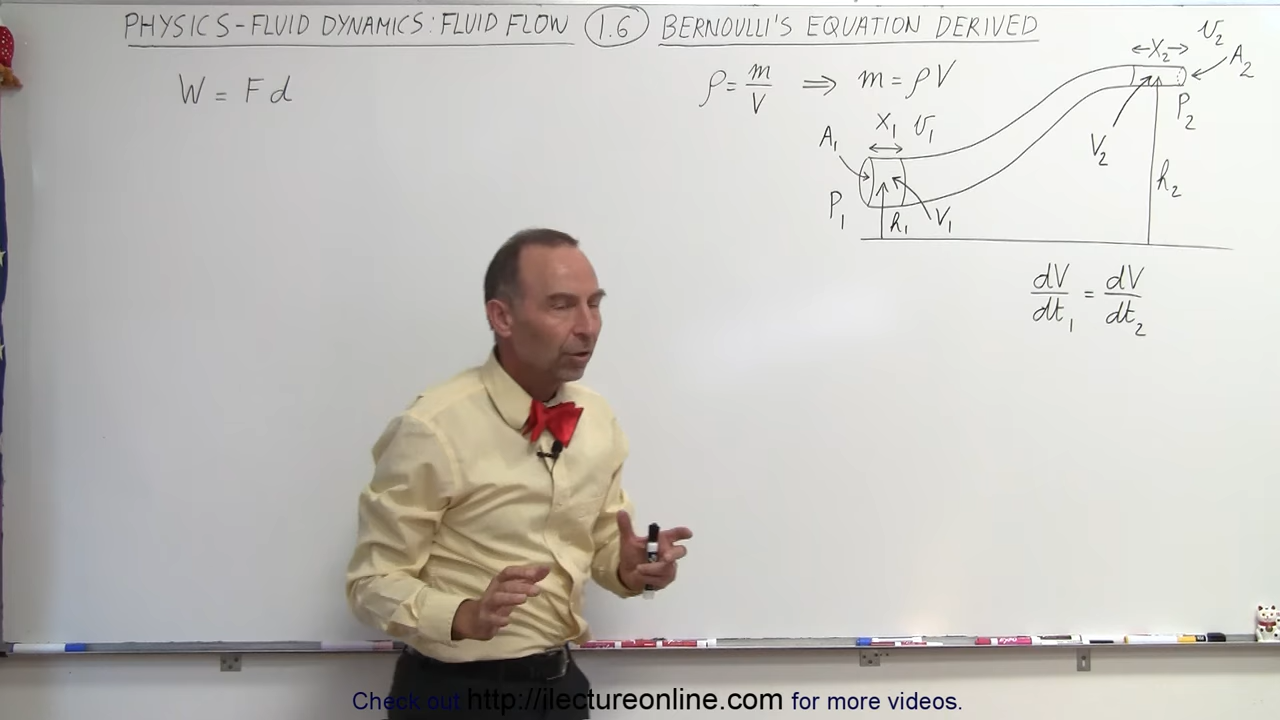 PHYSICS-FLUID DYNAMICS: FLUID FLOW 1.6 BERNOULLI'S EQUATION DERIVED
W = Fd
ρ = m/V ⇒ m = ρV
A₁
X₁
v₁
P₁
h₁
V₁
X₂
v₂
A₂
P₂
V₂
h₂
dV/dt₁ = dV/dt₂
Check out http://ilectureonline.com for more videos.